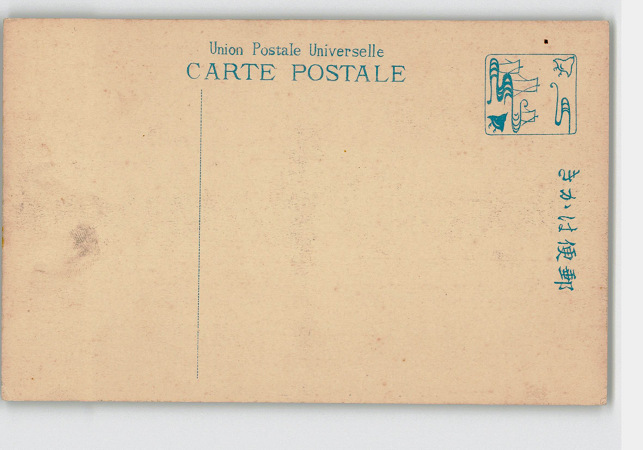 Union Postale Universelle
CARTE POSTALE
きかは便郵